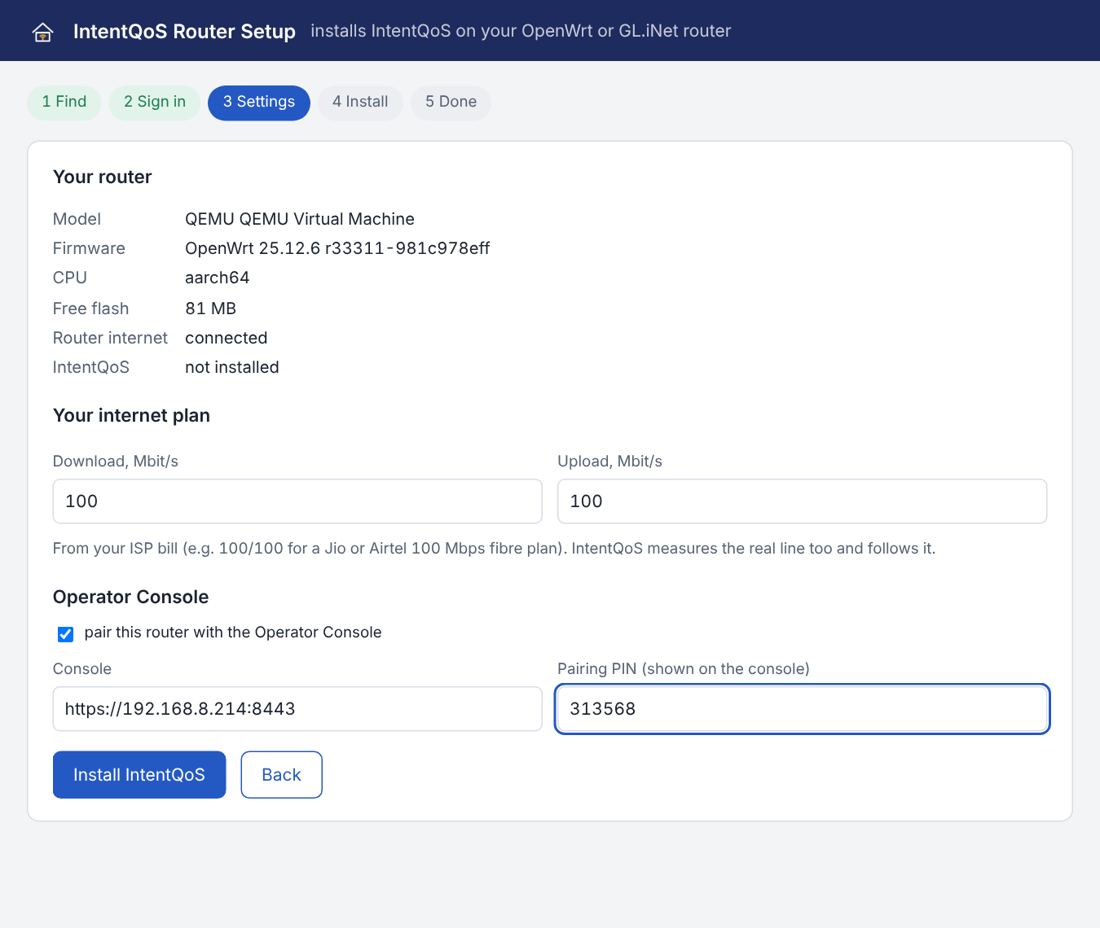 IntentQoS Router Setup installs IntentQoS on your OpenWrt or GL.iNet router
1 Find 2 Sign in 3 Settings 4 Install 5 Done
Your router
Model QEMU QEMU Virtual Machine
Firmware OpenWrt 25.12.6 r33311-981c978eff
CPU aarch64
Free flash 81 MB
Router internet connected
IntentQoS not installed
Your internet plan
Download, Mbit/s Upload, Mbit/s
100 100
From your ISP bill (e.g. 100/100 for a Jio or Airtel 100 Mbps fibre plan). IntentQoS measures the real line too and follows it.
Operator Console
pair this router with the Operator Console
Console Pairing PIN (shown on the console)
https://192.168.8.214:8443 313568
Install IntentQoS Back